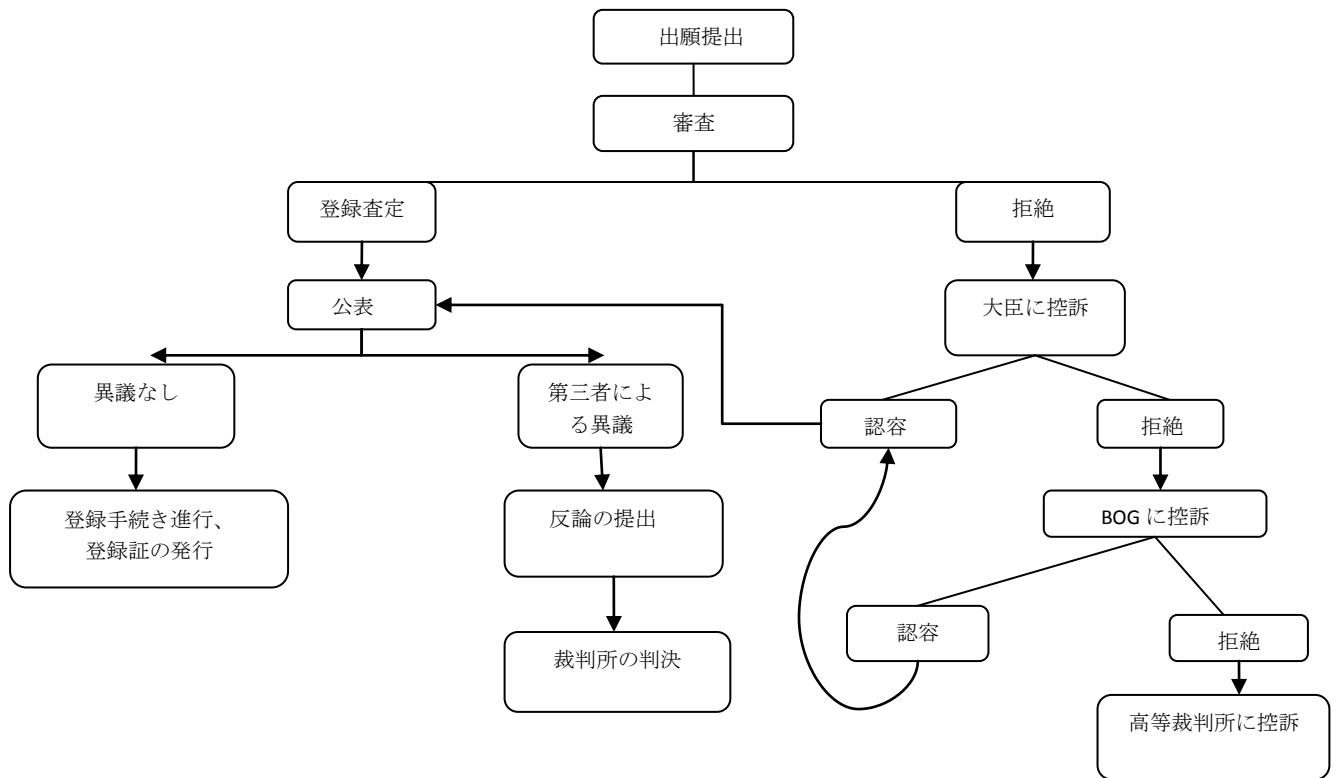 出願提出
審査
登録査定
拒絶
公表
大臣に控訴
異議なし
第三者によ
る異議
認容
拒絶
登録手続き進行、
登録証の発行
反論の提出
BOG に控訴
認容
拒絶
裁判所の判決
高等裁判所に控訴